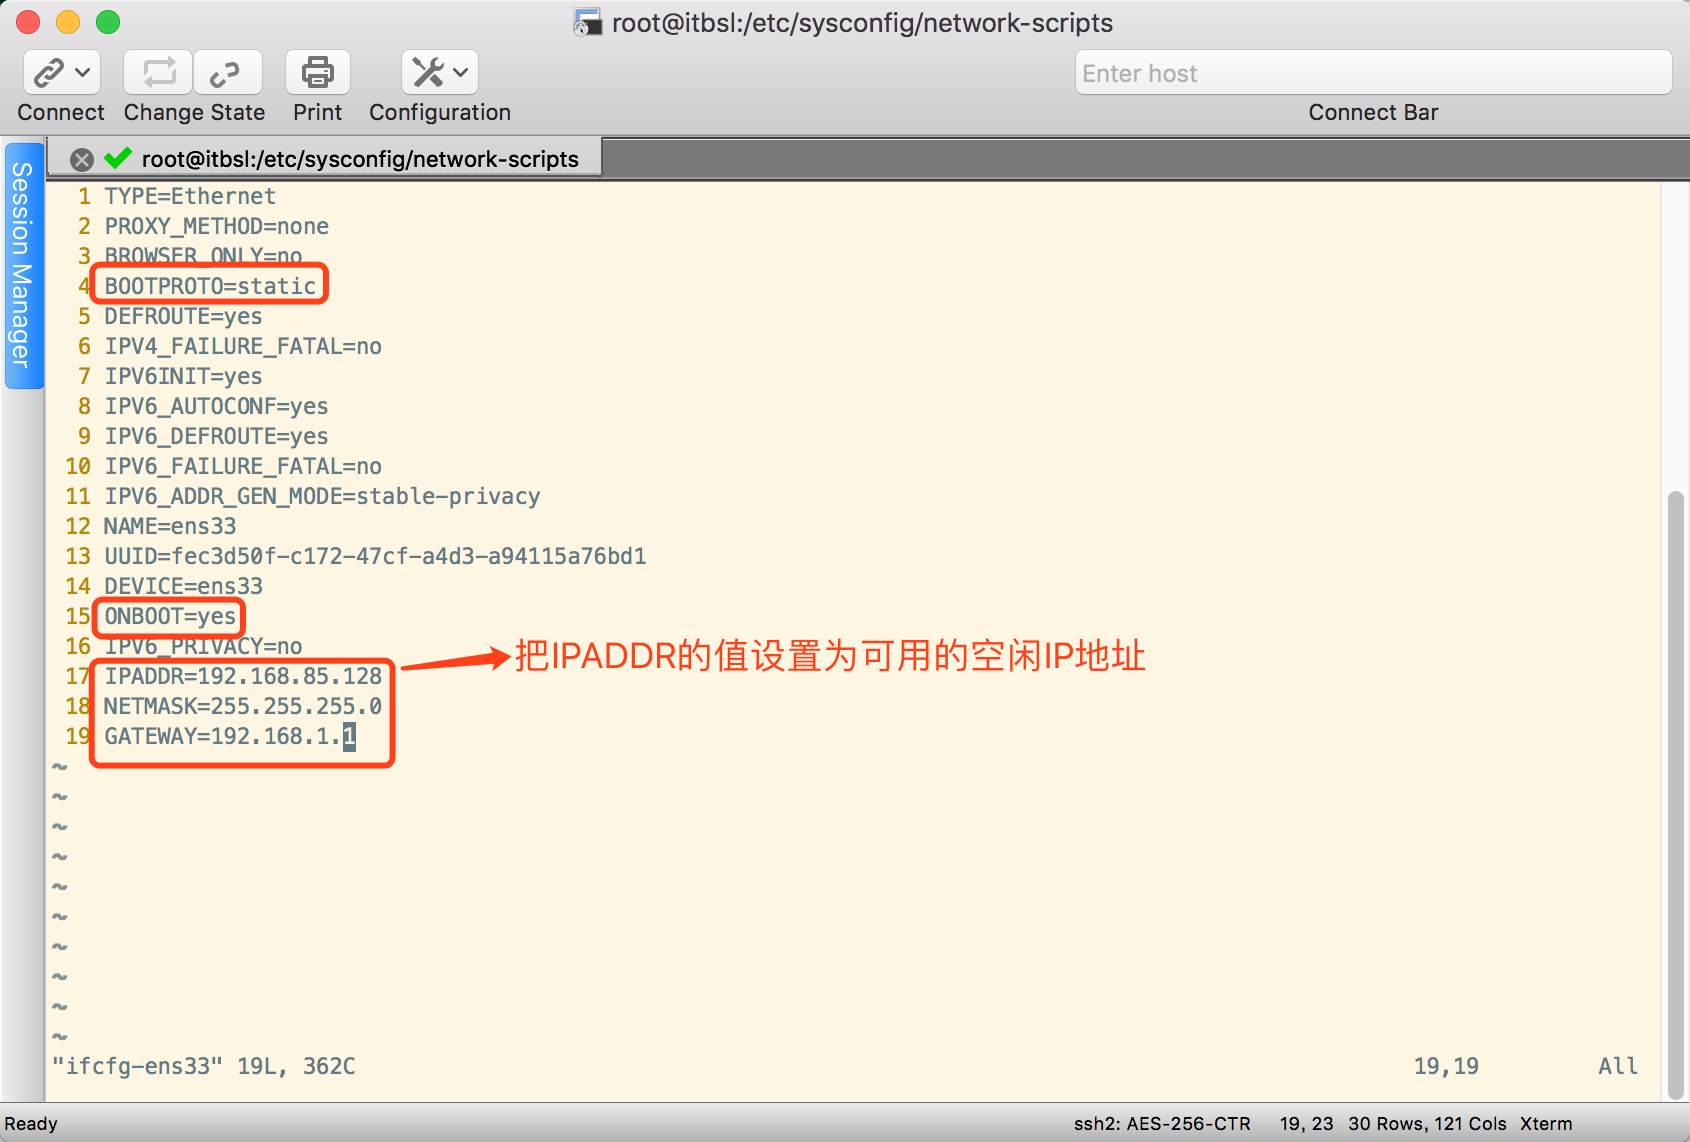 root@itbsl:/etc/sysconfig/network-scripts
Enter host
Connect Change State Print Configuration Connect Bar
Session Manager
root@itbsl:/etc/sysconfig/network-scripts
1 TYPE=Ethernet
2 PROXY_METHOD=none
3 BROWSER_ONLY=no
4 BOOTPROTO=static
5 DEFROUTE=yes
6 IPV4_FAILURE_FATAL=no
7 IPV6INIT=yes
8 IPV6_AUTOCONF=yes
9 IPV6_DEFROUTE=yes
10 IPV6_FAILURE_FATAL=no
11 IPV6_ADDR_GEN_MODE=stable-privacy
12 NAME=ens33
13 UUID=fec3d50f-c172-47cf-a4d3-a94115a76bd1
14 DEVICE=ens33
15 ONBOOT=yes
16 IPV6_PRIVACY=no
把IPADDR的值设置为可用的空闲IP地址
17 IPADDR=192.168.85.128
18 NETMASK=255.255.255.0
19 GATEWAY=192.168.1.1
~
~
~
~
~
~
~
~
~
~
"ifcfg-ens33" 19L, 362C 19,19 All
Ready ssh2: AES-256-CTR 19, 23 30 Rows, 121 Cols Xterm